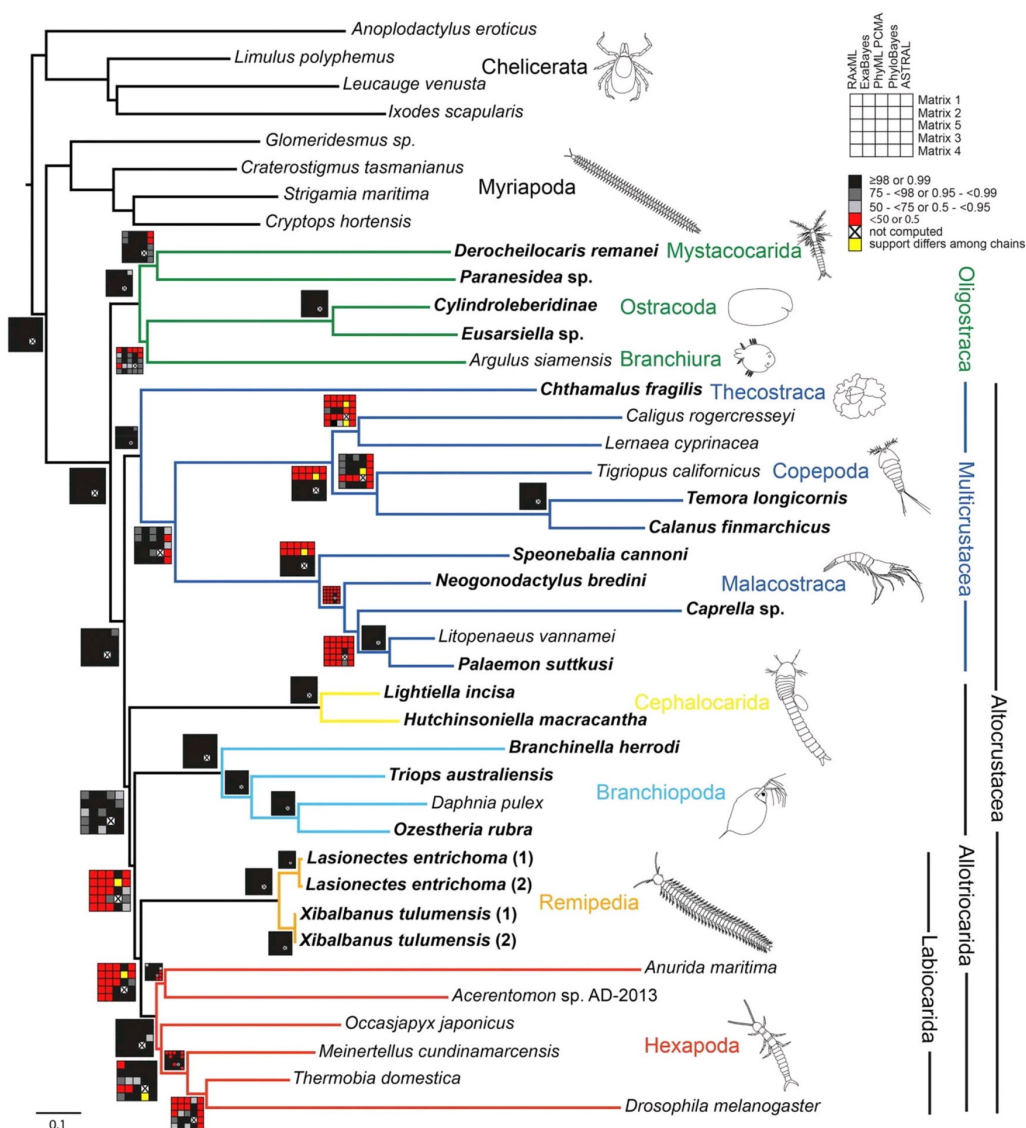 Anoplodactylus eroticus
Limulus polyphemus
Chelicerata
Leucauge venusta
Ixodes scapularis
RAxML
ExaBayes
PhyML PCMA
PhyloBayes
ASTRAL
Matrix 1
Matrix 2
Matrix 5
Matrix 3
Matrix 4
≥98 or 0.99
75 - <98 or 0.95 - <0.99
50 - <75 or 0.5 - <0.95
<50 or 0.5
not computed
support differs among chains
Glomeridesmus sp.
Craterostigmus tasmanianus
Myriapoda
Strigamia maritima
Cryptops hortensis
Derocheilocaris remanei Mystacocarida
Paranesidea sp.
Cylindroleberidinae Ostracoda
Eusarsiella sp.
Argulus siamensis Branchiura
Oligostraca
Chthamalus fragilis Thecostraca
Caligus rogercresseyi
Lernaea cyprinacea
Tigriopus californicus Copepoda
Temora longicornis
Calanus finmarchicus
Speonebalia cannoni
Neogonodactylus bredini Malacostraca
Caprella sp.
Litopenaeus vannamei
Palaemon suttkusi
Multicrustacea
Lightiella incisa
Cephalocarida
Hutchinsoniella macracantha
Branchinella herrodi
Triops australiensis
Branchiopoda
Daphnia pulex
Ozestheria rubra
Altocrustacea
Lasionectes entrichoma (1)
Lasionectes entrichoma (2)
Remipedia
Xibalbanus tulumensis (1)
Xibalbanus tulumensis (2)
Allotriocarida
Labiocarida
Anurida maritima
Acerentomon sp. AD-2013
Occasjapyx japonicus
Hexapoda
Meinertellus cundinamarcensis
Thermobia domestica
Drosophila melanogaster
0.1